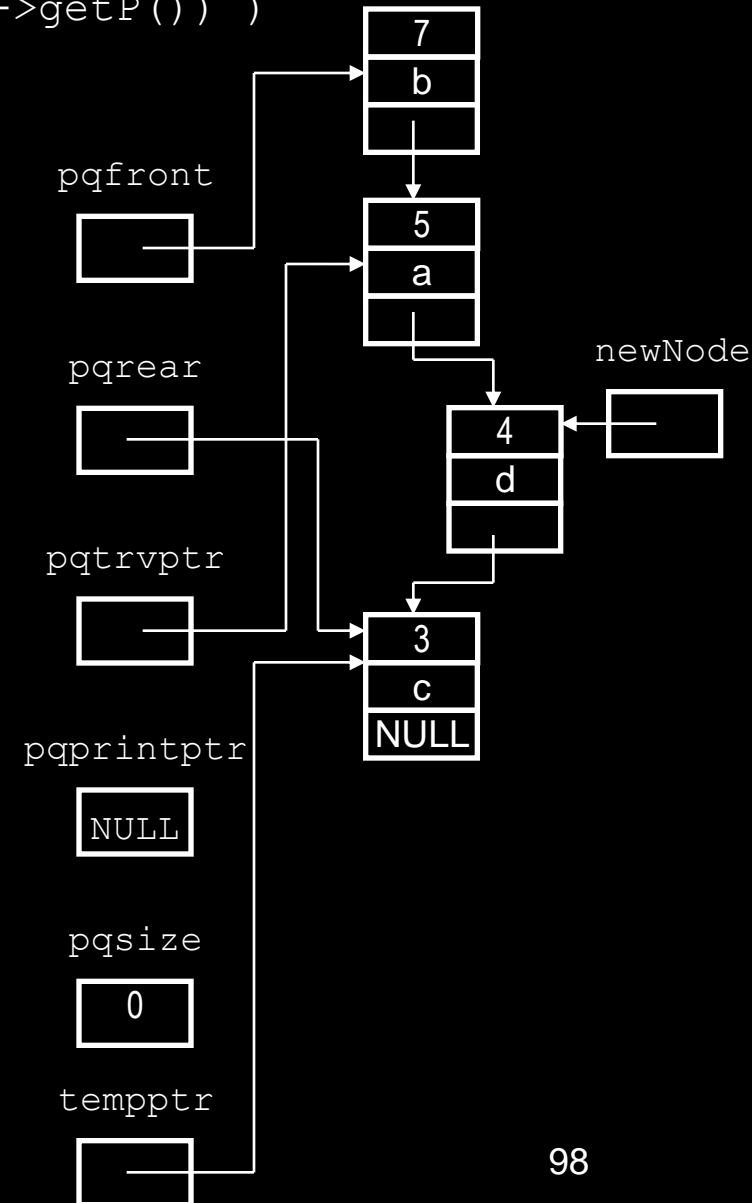 ->getP()) )
7
b
pqfront
5
a
newNode
pqrear
4
d
pqtrvptr
3
c
NULL
pqprintptr
NULL
pqsize
0
tempptr
98